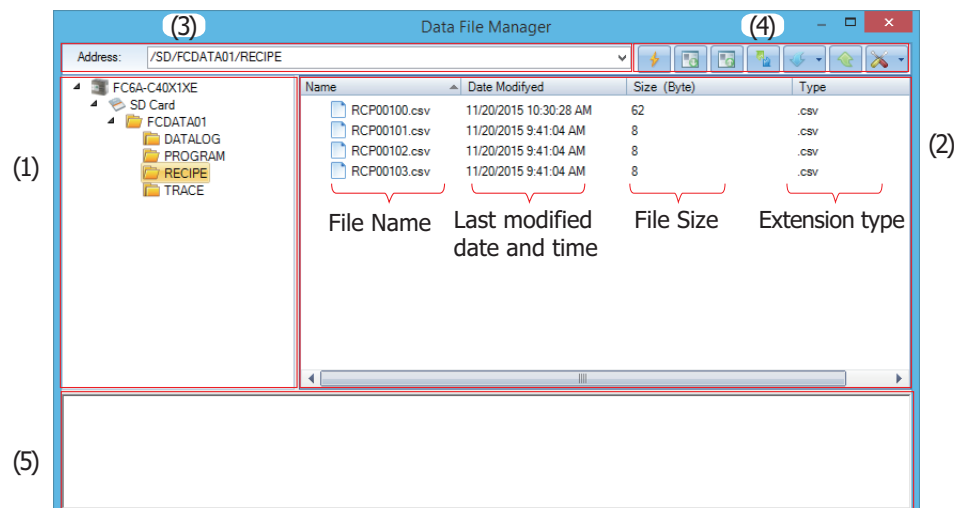 (3)
Data File Manager
(4)
Address: /SD/FCDATA01/RECIPE
(1)
FC6A-C40X1XE
SD Card
FCDATA01
DATALOG
PROGRAM
RECIPE
TRACE
Name Date Modifyed Size (Byte) Type
RCP00100.csv 11/20/2015 10:30:28 AM 62 .csv
RCP00101.csv 11/20/2015 9:41:04 AM 8 .csv
RCP00102.csv 11/20/2015 9:41:04 AM 8 .csv
RCP00103.csv 11/20/2015 9:41:04 AM 8 .csv
File Name Last modified File Size Extension type
date and time
(2)
(5)